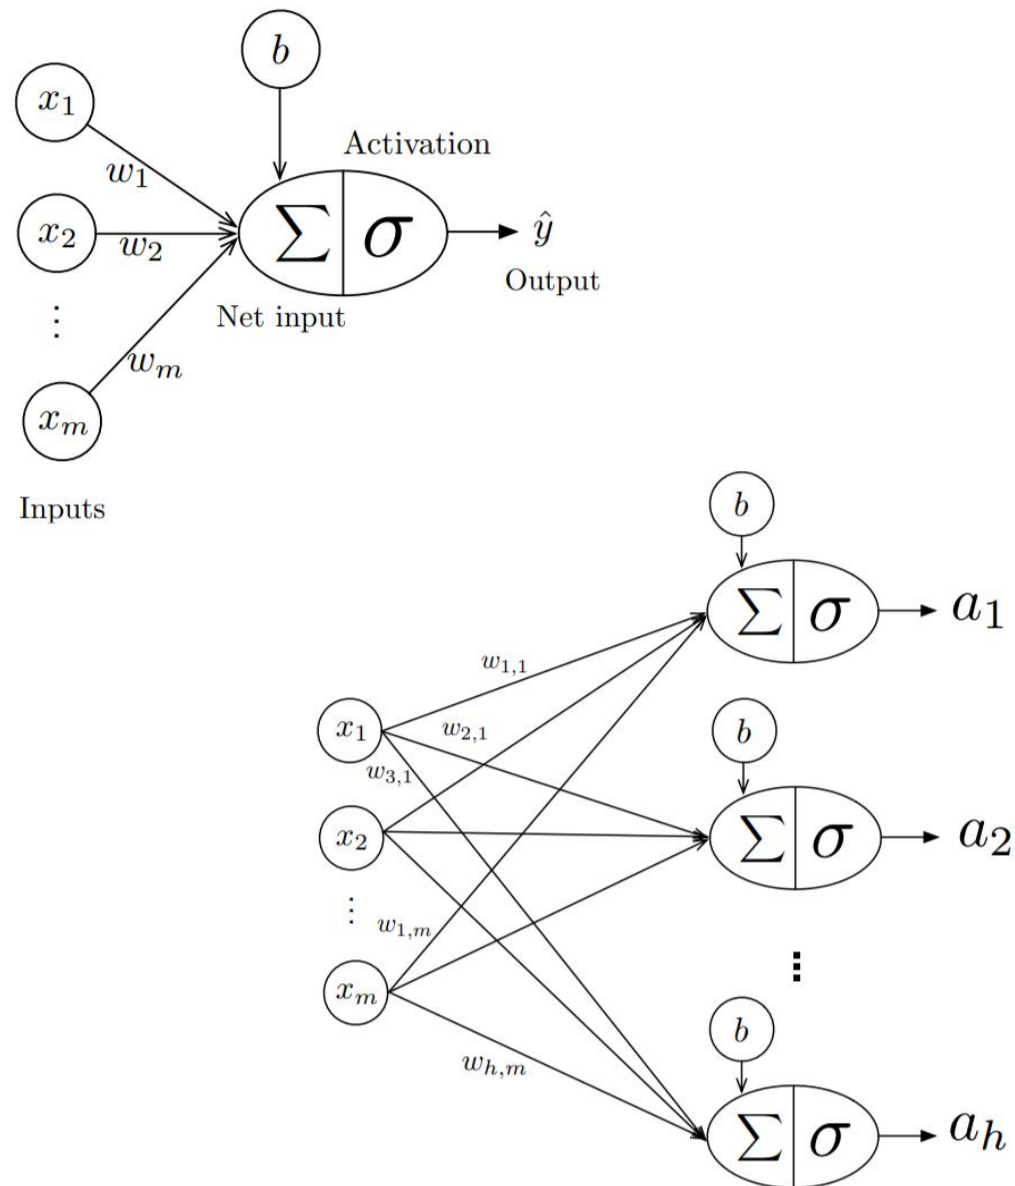 b
x₁
Activation
w₁
x₂
w₂
∑ σ
ŷ
Output
⋮
Net input
wₘ
xₘ
Inputs
b
∑ σ
a₁
w₁,₁
x₁
w₂,₁
b
w₃,₁
x₂
∑ σ
a₂
⋮
w₁,ₘ
⋮
xₘ
b
wₕ,ₘ
∑ σ
aₕ